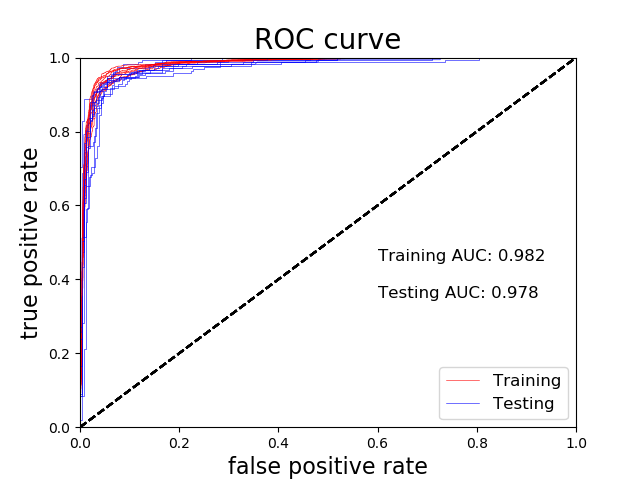 ROC curve
true positive rate
1.0
0.8
0.6
0.4
0.2
0.0
Training AUC: 0.982
Testing AUC: 0.978
Training
Testing
0.0 0.2 0.4 0.6 0.8 1.0
false positive rate